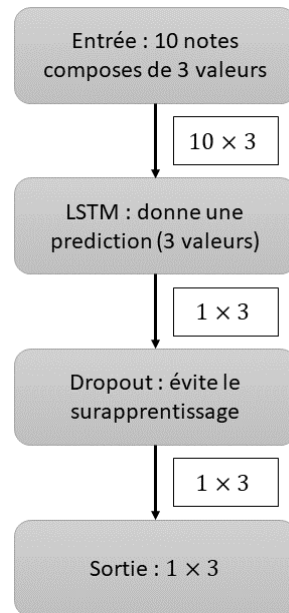 Entrée : 10 notes
composes de 3 valeurs
10 × 3
LSTM : donne une
prediction (3 valeurs)
1 × 3
Dropout : évite le
surapprentissage
1 × 3
Sortie : 1 × 3